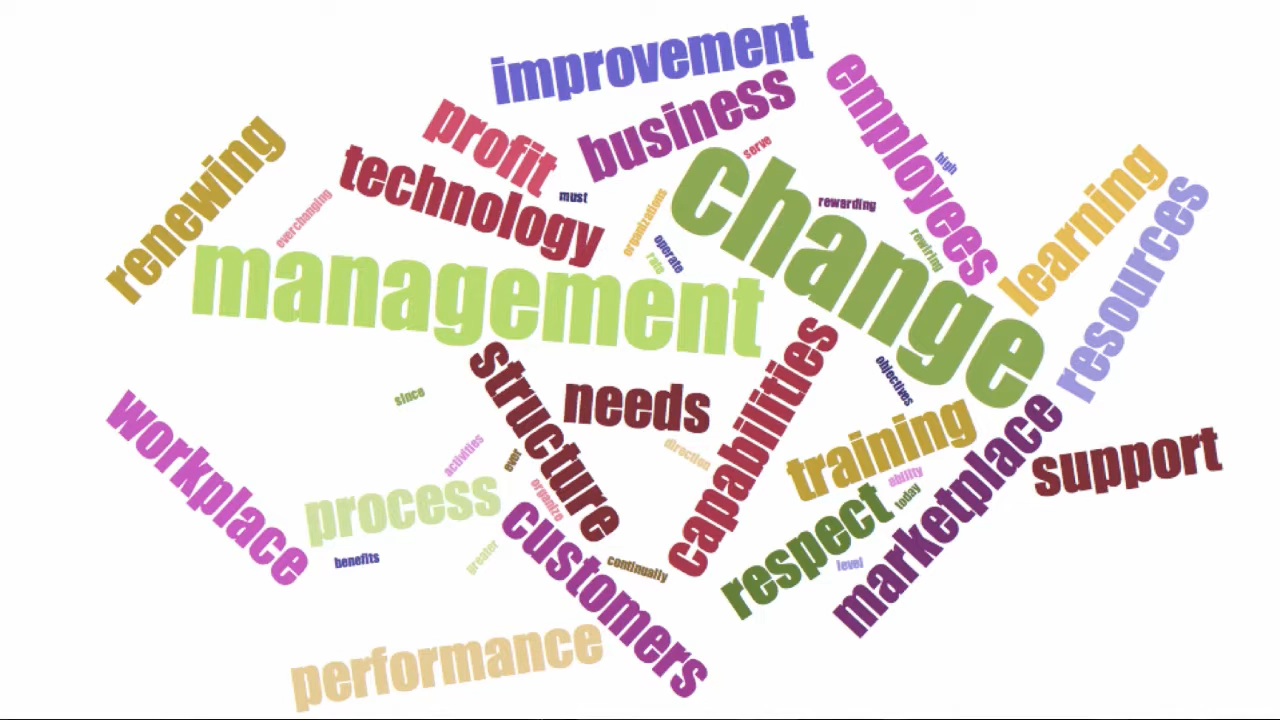 improvement
business
employees
profit
technology
must
serve
high
renewing
overchanging
organizations
operate
rate
change
rewarding
rewiring
learning
resources
management
structure
needs
capabilities
objectives
since
workplace
activities
ever
direction
training
marketplace
support
process
organize
ability
today
respect
benefits
greater
customers
continually
level
performance